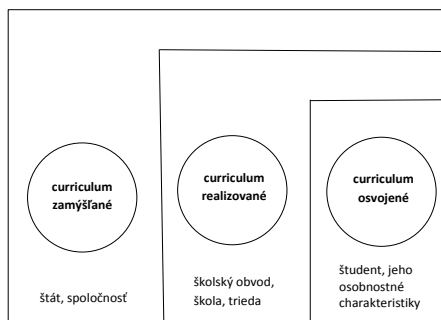 curriculum
zamýšľané
štát, spoločnosť
curriculum
realizované
školský obvod,
škola, trieda
curriculum
osvojené
študent, jeho
osobnostné
charakteristiky